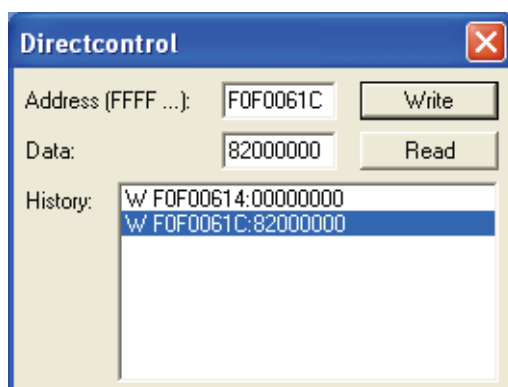 Directcontrol
Address (FFFF ...): F0F0061C Write
Data: 82000000 Read
History: W F0F00614:00000000
W F0F0061C:82000000